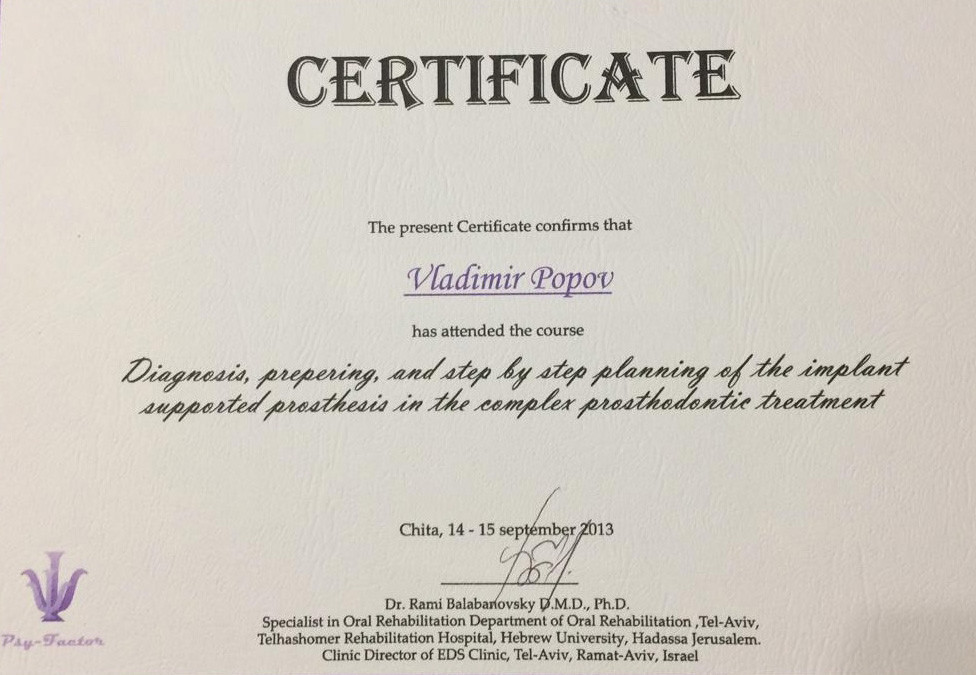 CERTIFICATE
The present Certificate confirms that
Vladimir Popov
has attended the course
Diagnosis, prepering, and step by step planning of the implant
supported prosthesis in the complex prosthodontic treatment
Chita, 14 - 15 september 2013
Dr. Rami Balabanovsky D.M.D., Ph.D.
Specialist in Oral Rehabilitation Department of Oral Rehabilitation ,Tel-Aviv,
Telhashomer Rehabilitation Hospital, Hebrew University, Hadassa Jerusalem.
Clinic Director of EDS Clinic, Tel-Aviv, Ramat-Aviv, Israel
Psy-Factor